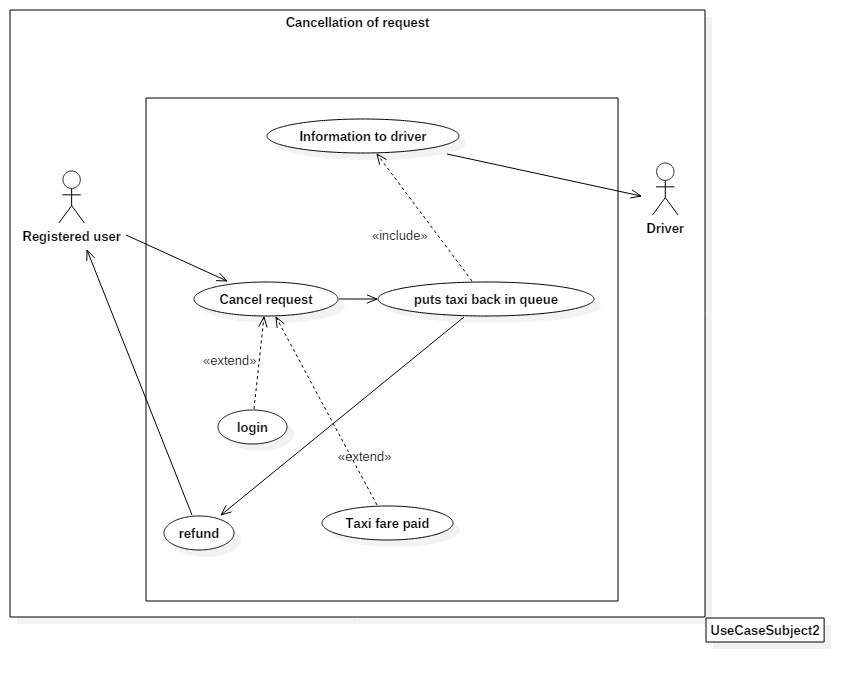 Cancellation of request
Information to driver
Registered user
Driver
«include»
Cancel request
puts taxi back in queue
«extend»
login
«extend»
Taxi fare paid
refund
UseCaseSubject2